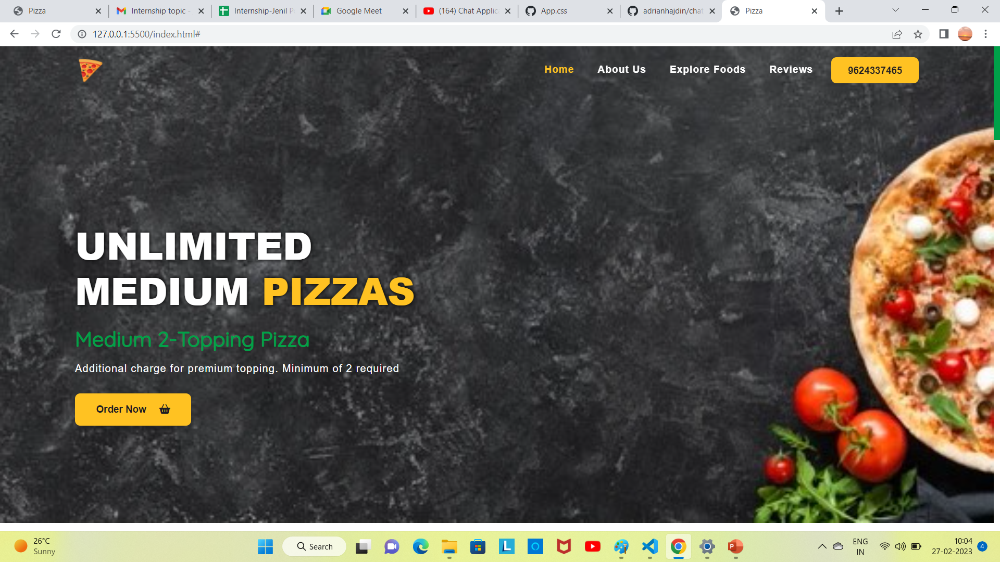 Pizza
Internship topic -
Internship-Jenil P
Google Meet
(164) Chat Applic
App.css
adrianhajdin/chat
Pizza
127.0.0.1:5500/index.html#
Home
About Us
Explore Foods
Reviews
9624337465
UNLIMITED
MEDIUM PIZZAS
Medium 2-Topping Pizza
Additional charge for premium topping. Minimum of 2 required
Order Now
26°C
Sunny
Search
L
P
ENG
IN
10:04
27-02-2023
4